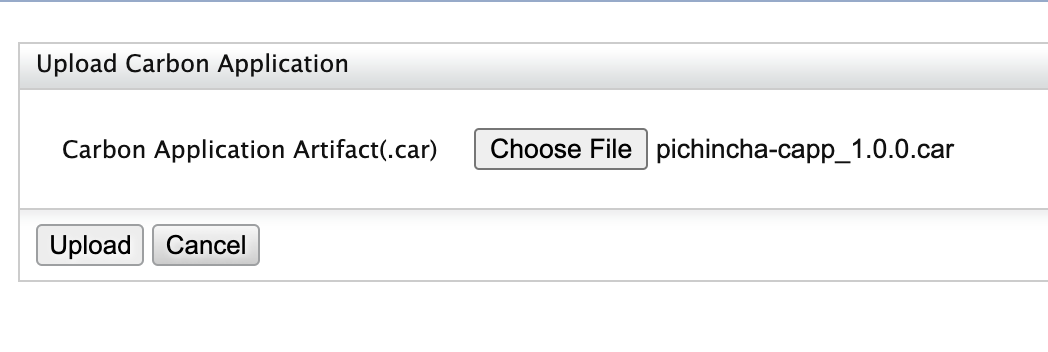 Upload Carbon Application
Carbon Application Artifact(.car) Choose File pichincha-capp_1.0.0.car
Upload Cancel